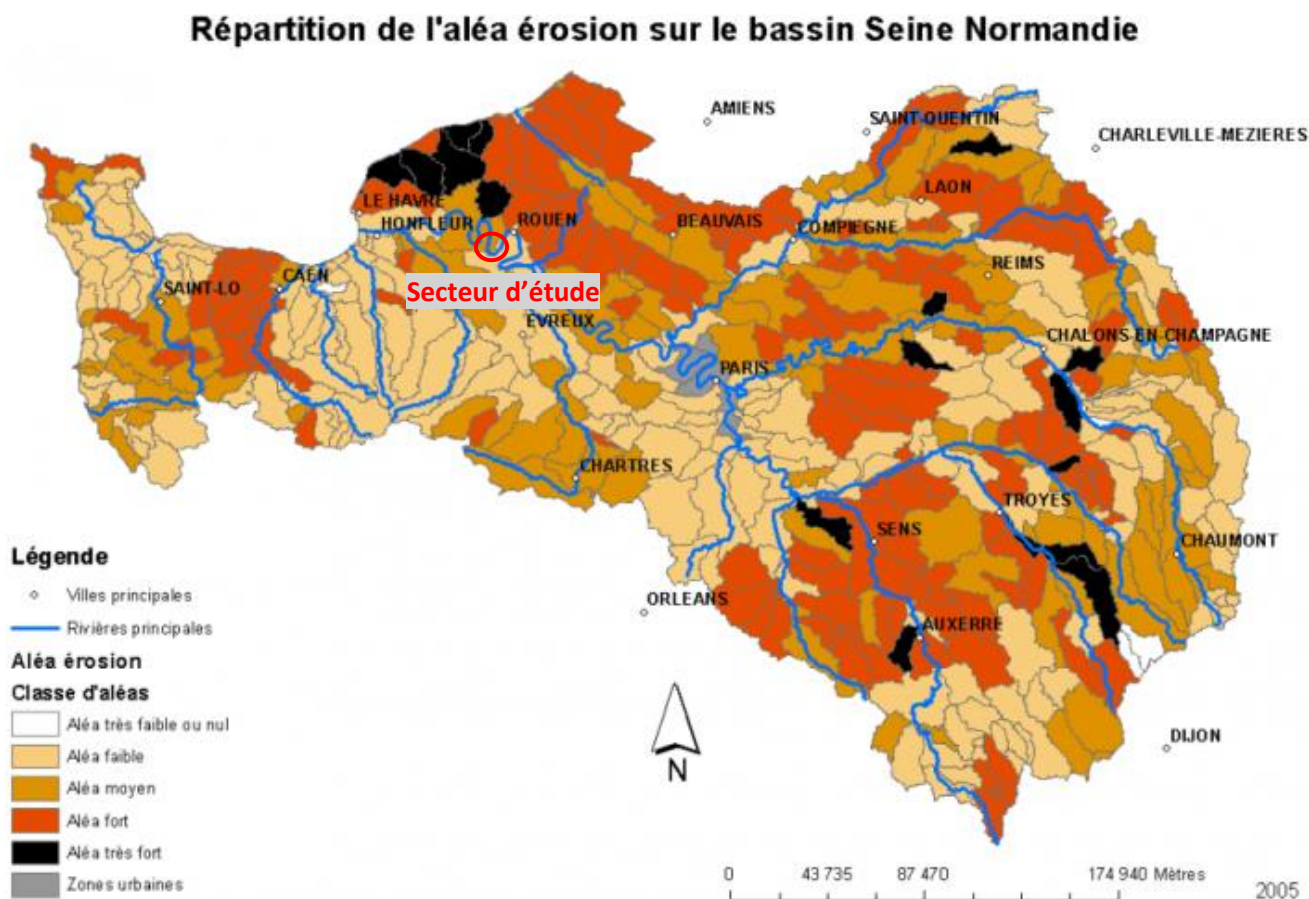 Répartition de l'aléa érosion sur le bassin Seine Normandie
AMIENS
SAINT-QUENTIN
CHARLEVILLE-MEZIERES
LAON
LE HAVRE
HONFLEUR
ROUEN
BEAUVAIS
COMPIEGNE
REIMS
Secteur d'étude
CAEN
SAINT-LO
EVREUX
CHALONS-EN-CHAMPAGNE
PARIS
CHARTRES
TROYES
SENS
CHAUMONT
ORLEANS
AUXERRE
DIJON
N
Légende
Villes principales
Rivières principales
Aléa érosion
Classe d'aléas
Aléa très faible ou nul
Aléa faible
Aléa moyen
Aléa fort
Aléa très fort
Zones urbaines
0 43 735 87 470 174 940 Mètres
2005